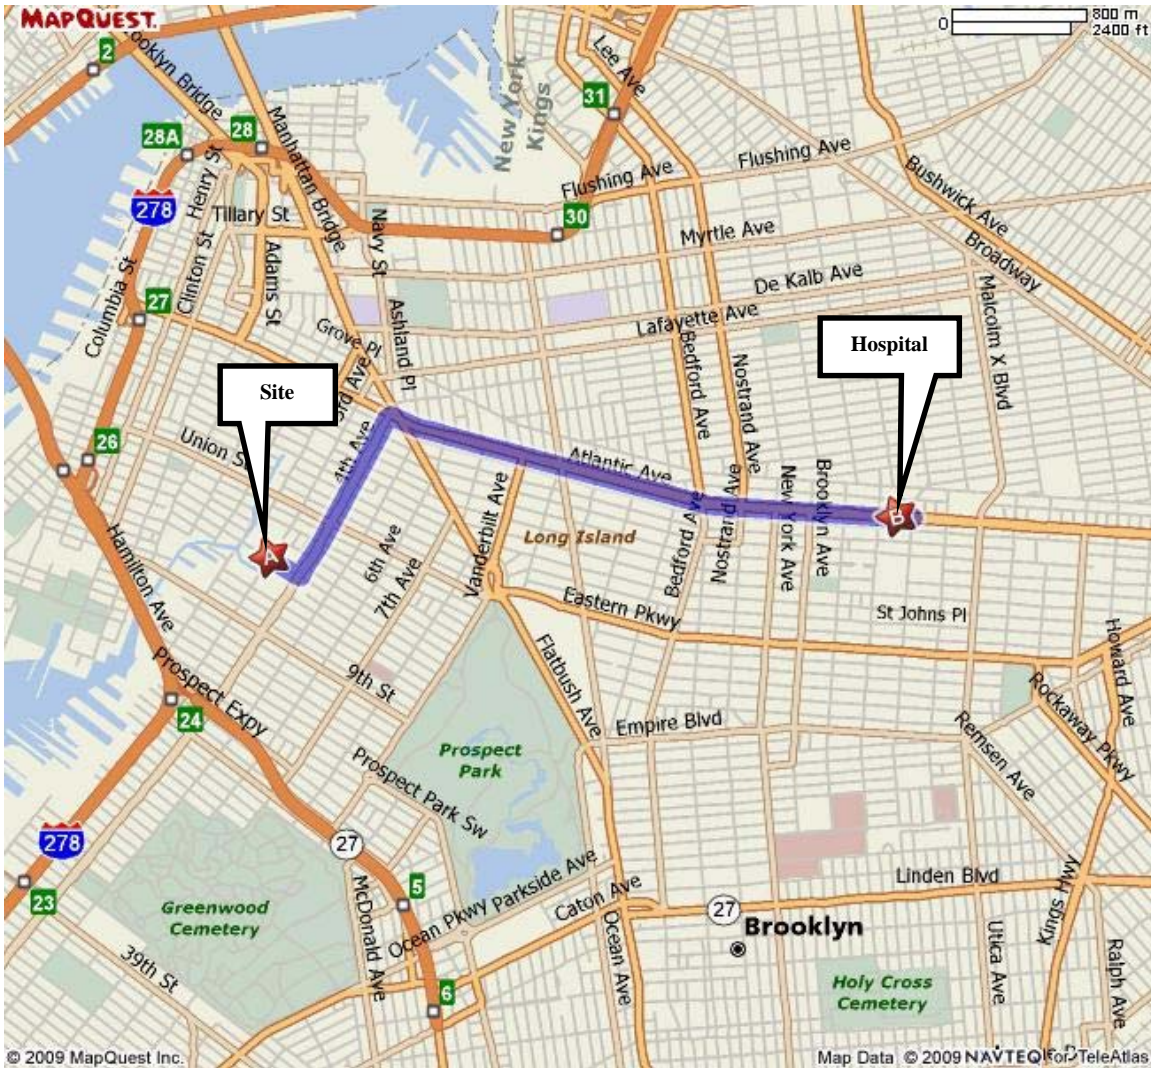 MAPQUEST.
800 m
0
2400 ft
2
Brooklyn Bridge
Lee Ave
New York
Kings
31
28
28A
Manhattan Bridge
Henry St
278
Tillary St
Flushing Ave
Flushing Ave
Bushwick Ave
30
Navy St
Myrtle Ave
Broadway
Clinton St
Adams St
Columbia St
27
De Kalb Ave
Malcolm X Blvd
Ashland Pl
Lafayette Ave
Grove Pl
Bedford Ave
Nostrand Ave
Hospital
Site
3rd Ave
26
Union St
4th Ave
Atlantic Ave
Vanderbilt Ave
Bedford Ave
Nostrand Ave
New York Ave
Brooklyn Ave
B
A
Long Island
6th Ave
7th Ave
Hamilton Ave
Eastern Pkwy
St Johns Pl
Howard Ave
Flatbush Ave
Prospect Expy
9th St
Rockaway Pkwy
24
Empire Blvd
Remsen Ave
Prospect
Park
Prospect Park Sw
278
27
23
5
Linden Blvd
Greenwood
Cemetery
McDonald Ave
Ocean Pkwy
Parkside Ave
Caton Ave
Ocean Ave
27
Brooklyn
Kings Hwy
Utica Ave
Ralph Ave
39th St
6
Holy Cross
Cemetery
© 2009 MapQuest Inc.
Map Data © 2009 NAVTEQ or TeleAtlas